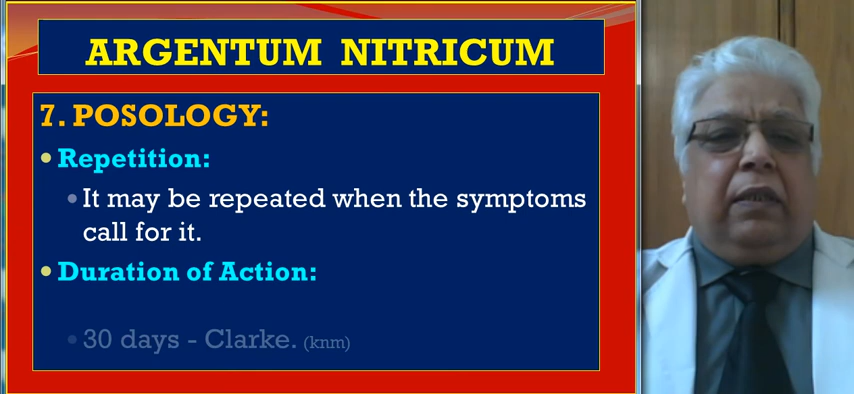 ARGENTUM NITRICUM
7. POSOLOGY:
• Repetition:
• It may be repeated when the symptoms
call for it.
• Duration of Action:
• 30 days - Clarke. (knm)